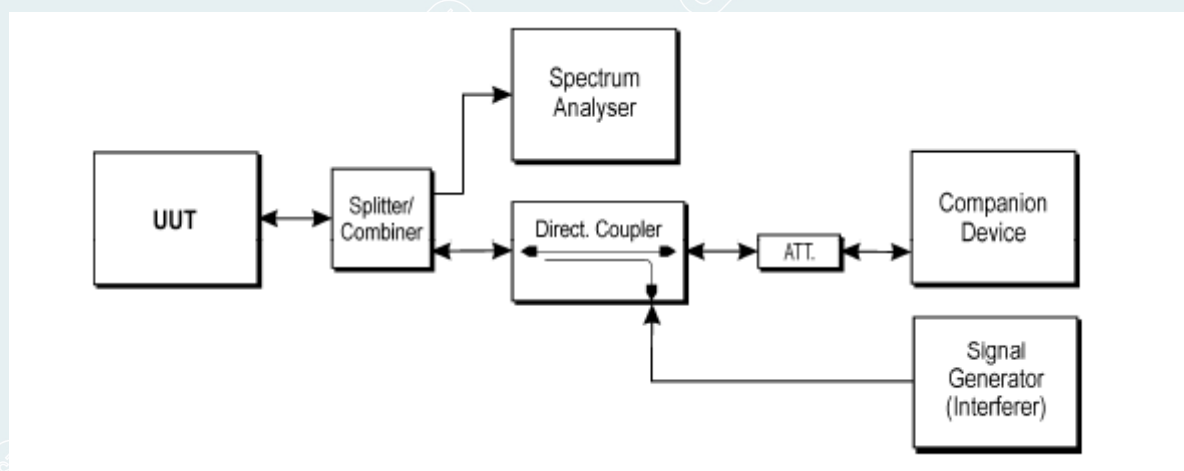 Spectrum
Analyser
UUT
Splitter/
Combiner
Direct. Coupler
ATT.
Companion
Device
Signal
Generator
(Interferer)